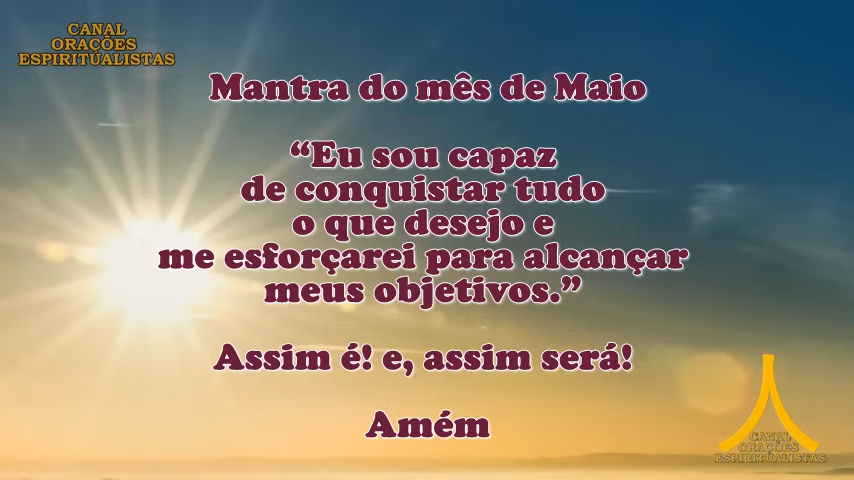 CANAL
ORAÇÕES
ESPIRITUALISTAS
Mantra do mês de Maio
“Eu sou capaz
de conquistar tudo
o que desejo e
me esforçarei para alcançar
meus objetivos.”
Assim é! e, assim será!
Amém
CANAL
ORAÇÕES
ESPIRITUALISTAS